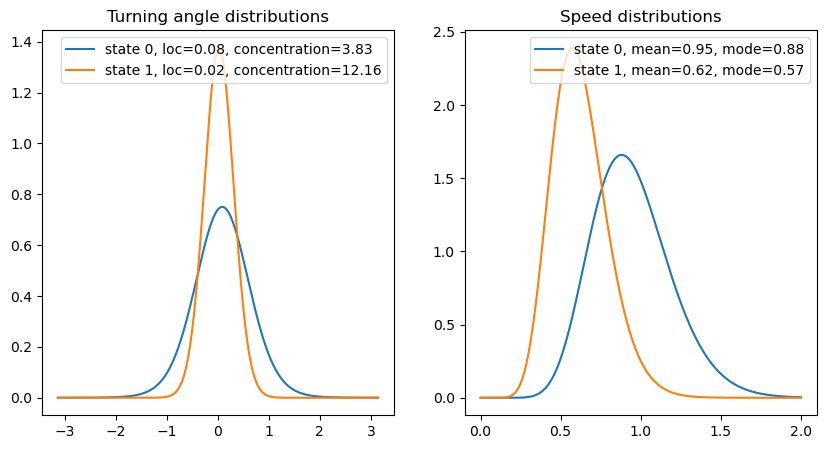 Turning angle distributions
state 0, loc=0.08, concentration=3.83
state 1, loc=0.02, concentration=12.16
1.4
1.2
1.0
0.8
0.6
0.4
0.2
0.0
−3 −2 −1 0 1 2 3
Speed distributions
state 0, mean=0.95, mode=0.88
state 1, mean=0.62, mode=0.57
2.5
2.0
1.5
1.0
0.5
0.0
0.0 0.5 1.0 1.5 2.0